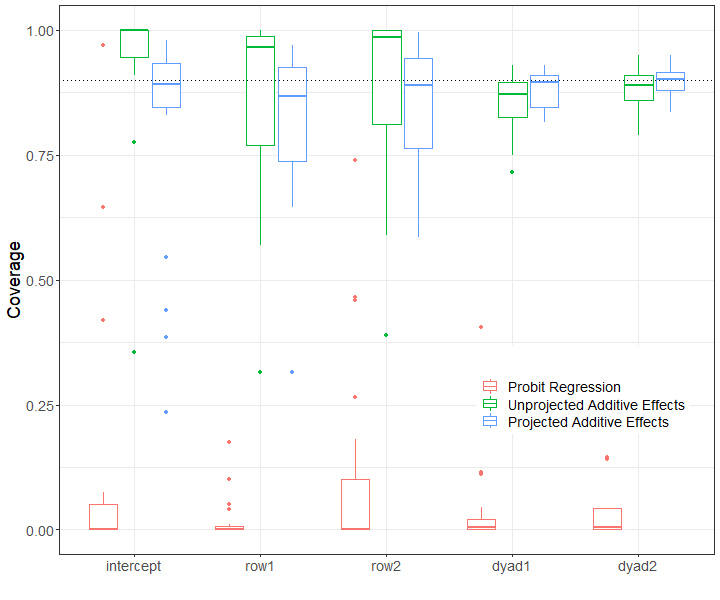 1.00
0.75
0.50
0.25
0.00
Coverage
Probit Regression
Unprojected Additive Effects
Projected Additive Effects
intercept row1 row2 dyad1 dyad2